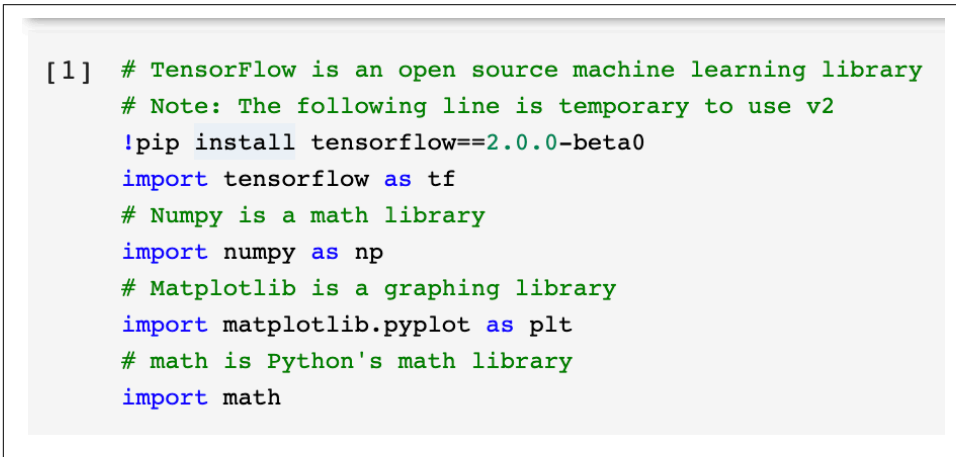 [1] # TensorFlow is an open source machine learning library
# Note: The following line is temporary to use v2
!pip install tensorflow==2.0.0-beta0
import tensorflow as tf
# Numpy is a math library
import numpy as np
# Matplotlib is a graphing library
import matplotlib.pyplot as plt
# math is Python's math library
import math